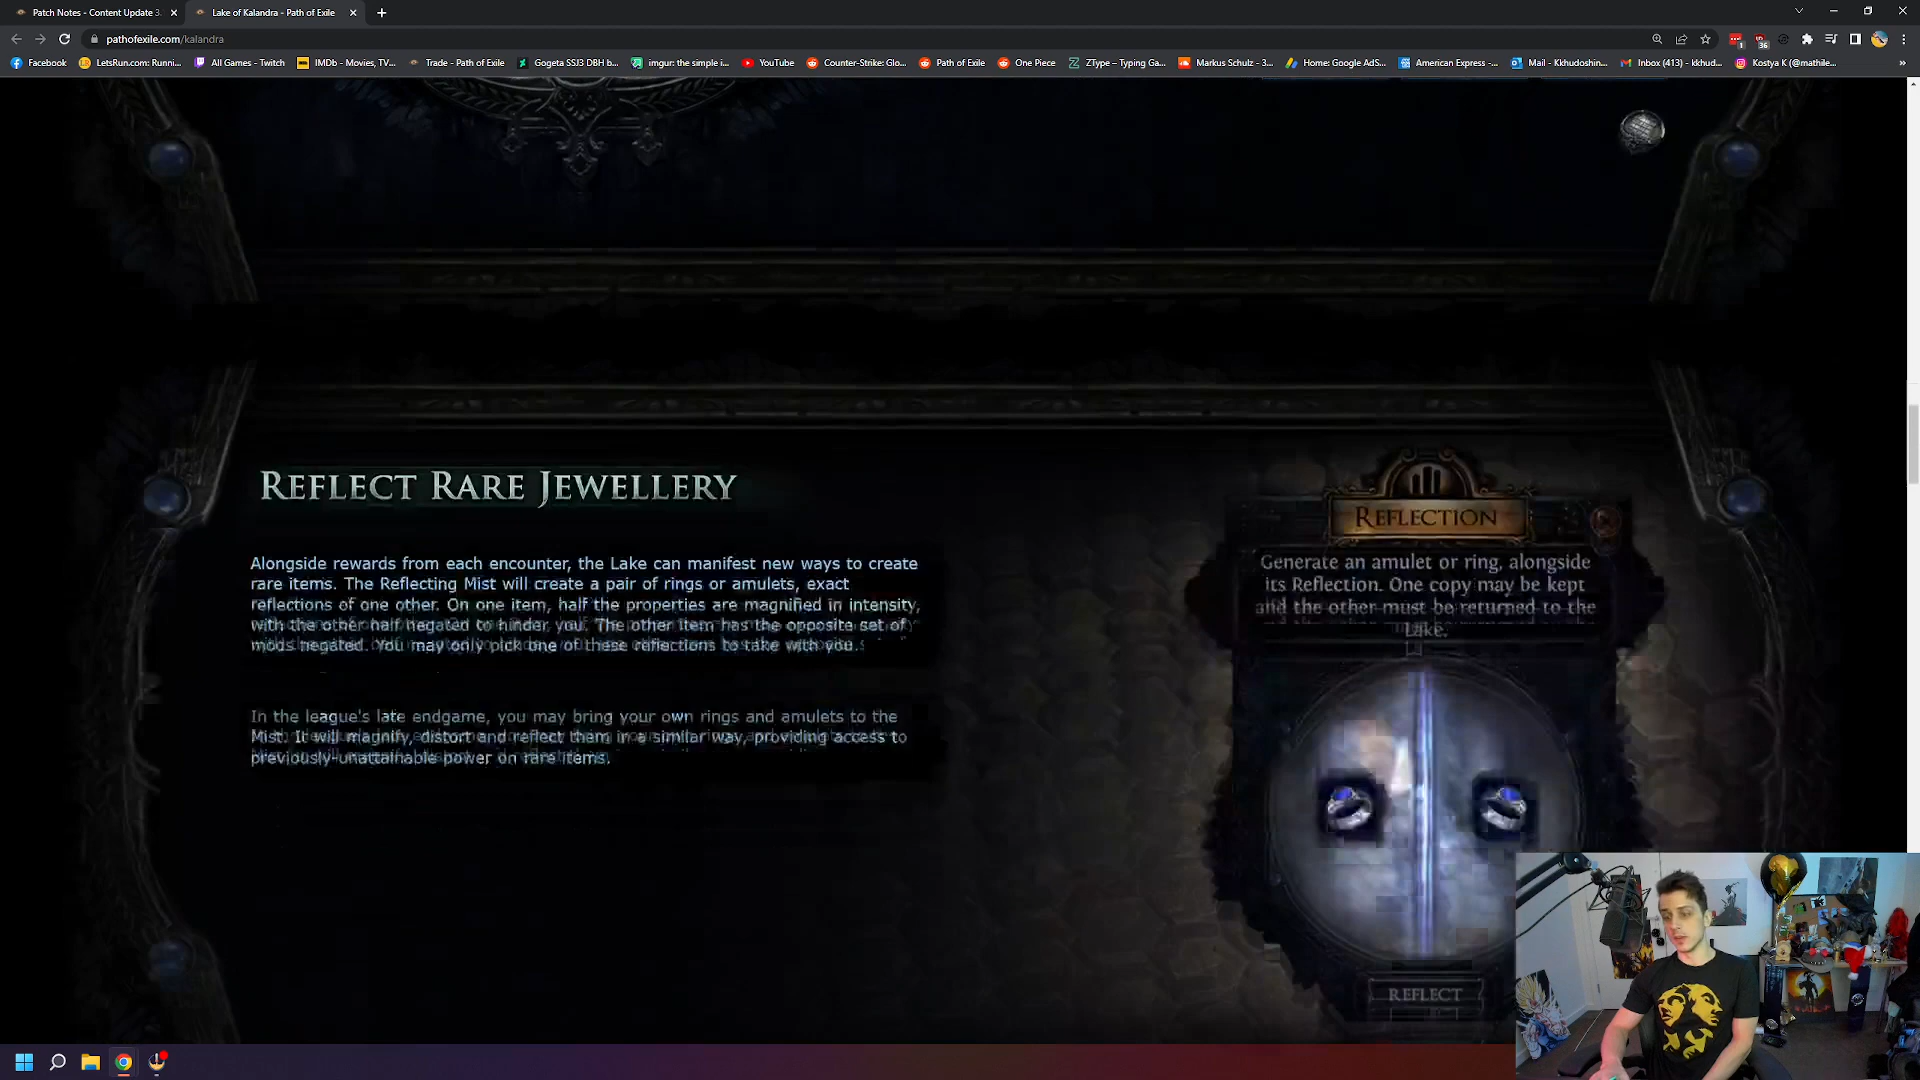 Patch Notes - Content Update 3.
Lake of Kalandra - Path of Exile
pathofexile.com/kalandra
1
36
Facebook
LetsRun.com: Runni...
All Games - Twitch
IMDb - Movies, TV...
Trade - Path of Exile
Gogeta SSJ3 DBH b...
imgur: the simple i...
YouTube
Counter-Strike: Glo...
Path of Exile
One Piece
ZType – Typing Ga...
Markus Schulz - 3...
Home: Google AdS...
American Express -...
Mail - Kkhudoshin...
Inbox (413) - kkhud...
Kostya K (@mathile...
»
Reflect Rare Jewellery
Alongside rewards from each encounter, the Lake can manifest new ways to create
rare items. The Reflecting Mist will create a pair of rings or amulets, exact
reflections of one other. On one item, half the properties are magnified in intensity,
with the other half negated to hinder you. The other item has the opposite set of
mods negated. You may only pick one of these reflections to take with you.
In the league's late endgame, you may bring your own rings and amulets to the
Mist. It will magnify, distort and reflect them in a similar way, providing access to
previously-unattainable power on rare items.
Reflection
Generate an amulet or ring, alongside
its Reflection. One copy may be kept
and the other must be returned to the
Lake.
REFLECT